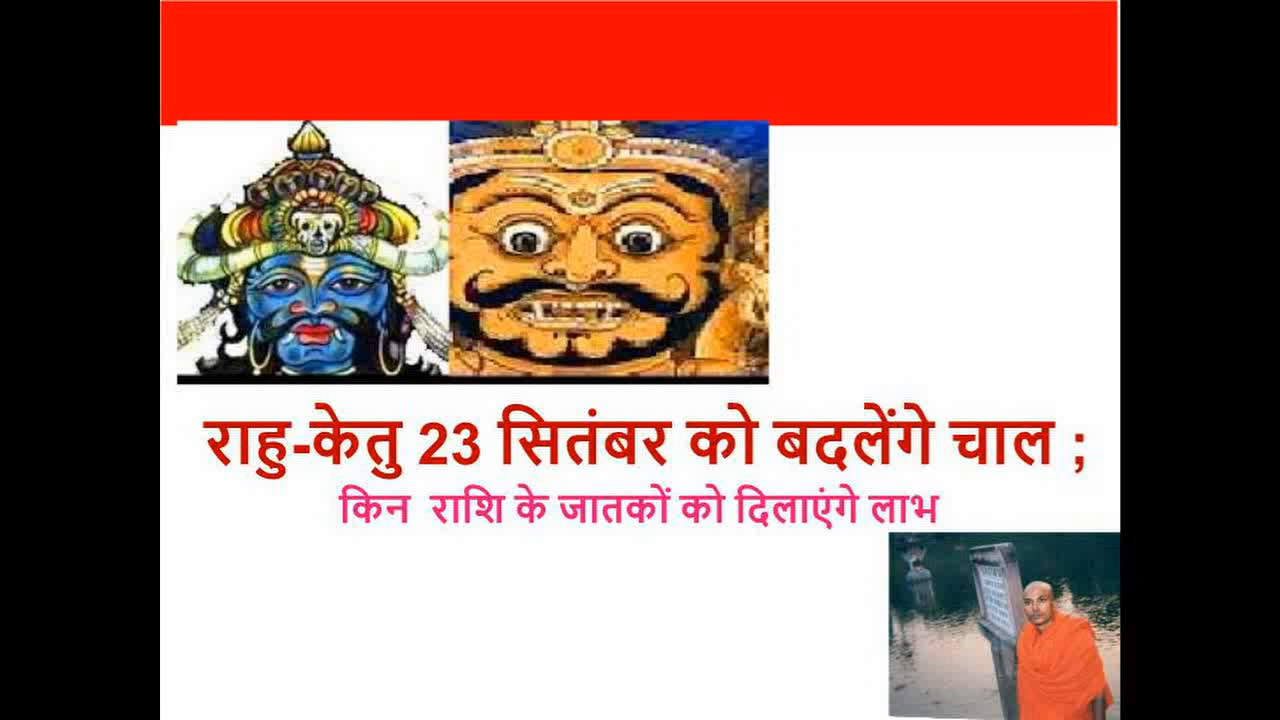 राहु-केतु 23 सितंबर को बदलेंगे चाल ;
किन राशि के जातकों को दिलाएंगे लाभ